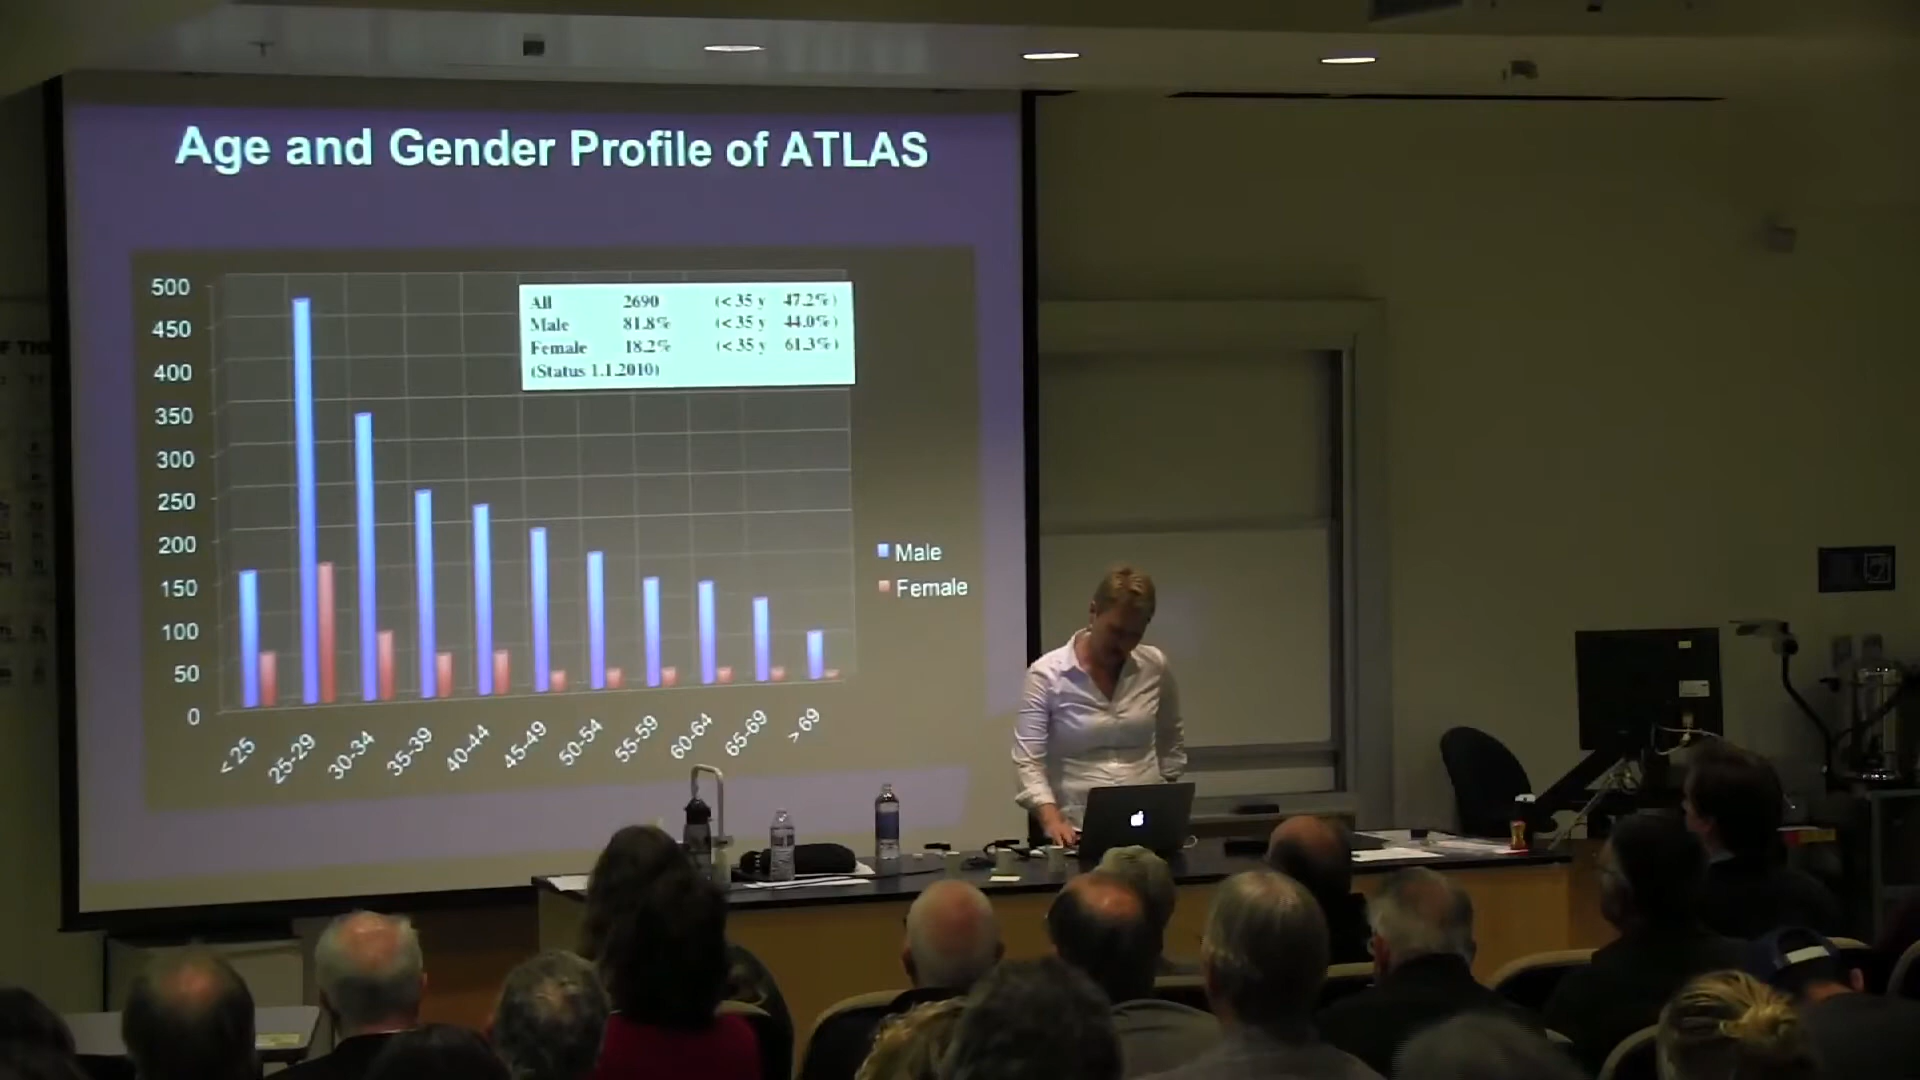 Age and Gender Profile of ATLAS
500
450
400
350
300
250
200
150
100
50
0
All 2690 (< 35 y 47.2%)
Male 81.8% (< 35 y 44.0%)
Female 18.2% (< 35 y 61.3%)
(Status 1.1.2010)
Male
Female
< 25 25-29 30-34 35-39 40-44 45-49 50-54 55-59 60-64 65-69 > 69